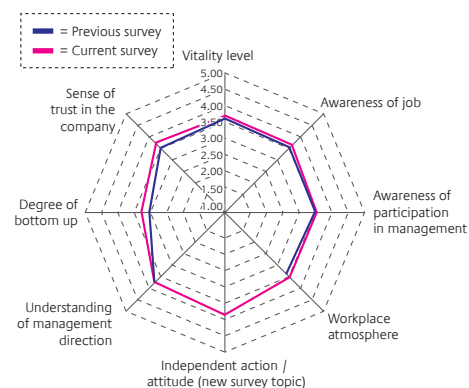 = Previous survey
= Current survey
Vitality level
5.00
4.50
4.00
3.50
3.00
2.50
2.00
1.50
1.00
Awareness of job
Awareness of
participation
in management
Workplace
atmosphere
Independent action /
attitude (new survey topic)
Understanding
of management
direction
Degree of
bottom up
Sense of
trust in the
company